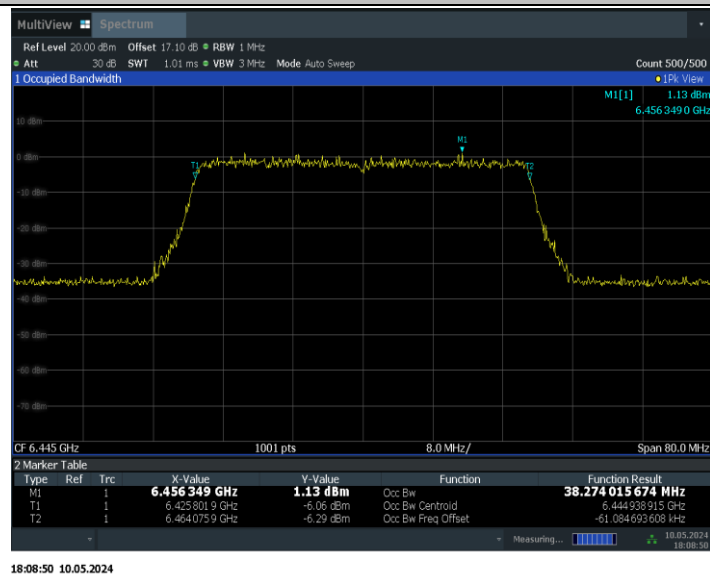 MultiView Spectrum
Ref Level 20.00 dBm Offset 17.10 dB RBW 1 MHz
Att 30 dB SWT 1.01 ms VBW 3 MHz Mode Auto Sweep Count 500/500
1 Occupied Bandwidth 1Pk View
M1[1] 1.13 dBm
6.456 349 0 GHz
10 dBm
M1
0 dBm
T1 T2
-10 dBm
-20 dBm
-30 dBm
-40 dBm
-50 dBm
-60 dBm
-70 dBm
CF 6.445 GHz 1001 pts 8.0 MHz/ Span 80.0 MHz
2 Marker Table
Type Ref Trc X-Value Y-Value Function Function Result
M1 1 6.456 349 GHz 1.13 dBm Occ Bw 38.274 015 674 MHz
T1 1 6.425 801 9 GHz -6.06 dBm Occ Bw Centroid 6.444 938 915 GHz
T2 1 6.464 075 9 GHz -6.29 dBm Occ Bw Freq Offset -61.084 693 608 kHz
Measuring... 10.05.2024
18:08:50
18:08:50 10.05.2024